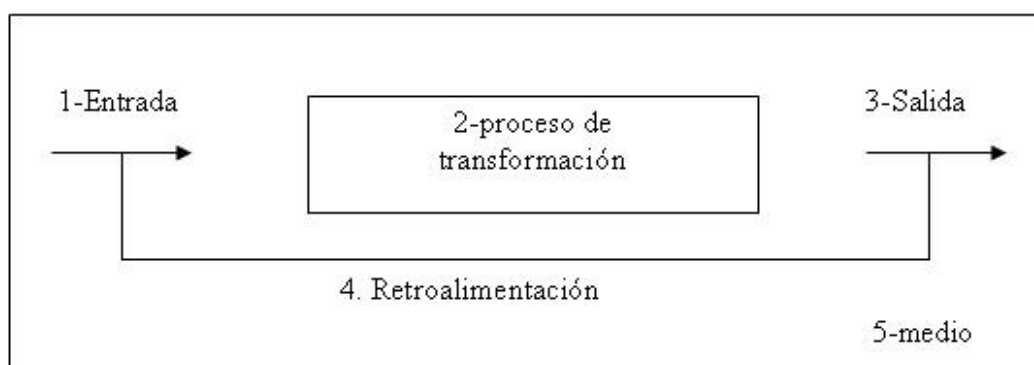 1-Entrada
2-proceso de
transformación
3-Salida
4. Retroalimentación
5-medio